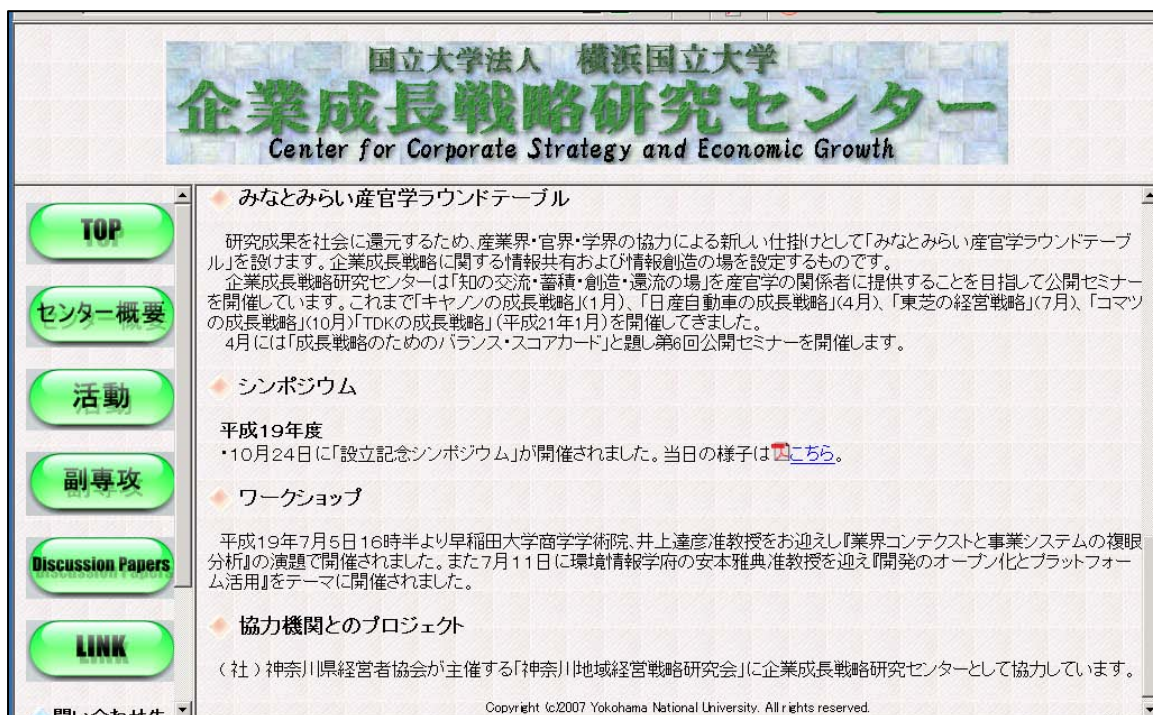 国立大学法人　横浜国立大学
企業成長戦略研究センター
Center for Corporate Strategy and Economic Growth
TOP
センター概要
活動
副専攻
Discussion Papers
LINK
みなとみらい産官学ラウンドテーブル
研究成果を社会に還元するため、産業界・官界・学界の協力による新しい仕掛けとして「みなとみらい産官学ラウンドテーブ
ル」を設けます。企業成長戦略に関する情報共有および情報創造の場を設定するものです。
企業成長戦略研究センターは「知の交流・蓄積・創造・還流の場」を産官学の関係者に提供することを目指して公開セミナー
を開催しています。これまで「キヤノンの成長戦略」(1月)、「日産自動車の成長戦略」(4月)、「東芝の経営戦略」(7月)、「コマツ
の成長戦略」(10月)「TDKの成長戦略」(平成21年1月)を開催してきました。
4月には「成長戦略のためのバランス・スコアカード」と題し第6回公開セミナーを開催します。
シンポジウム
平成19年度
・10月24日に「設立記念シンポジウム」が開催されました。当日の様子はこちら。
ワークショップ
平成19年7月5日16時半より早稲田大学商学学術院、井上達彦准教授をお迎えし『業界コンテクストと事業システムの複眼
分析』の演題で開催されました。また7月11日に環境情報学府の安本雅典准教授を迎え『開発のオープン化とプラットフォー
ム活用』をテーマに開催されました。
協力機関とのプロジェクト
(社)神奈川県経営者協会が主催する「神奈川地域経営戦略研究会」に企業成長戦略研究センターとして協力しています。
Copyright (c)2007 Yokohama National University. All rights reserved.